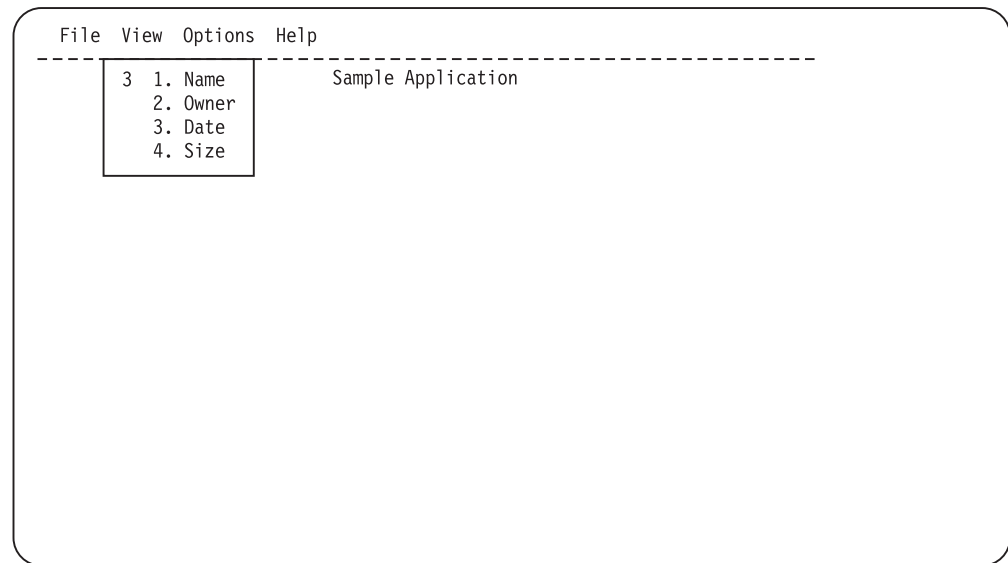 File View Options Help
3 1. Name Sample Application
2. Owner
3. Date
4. Size